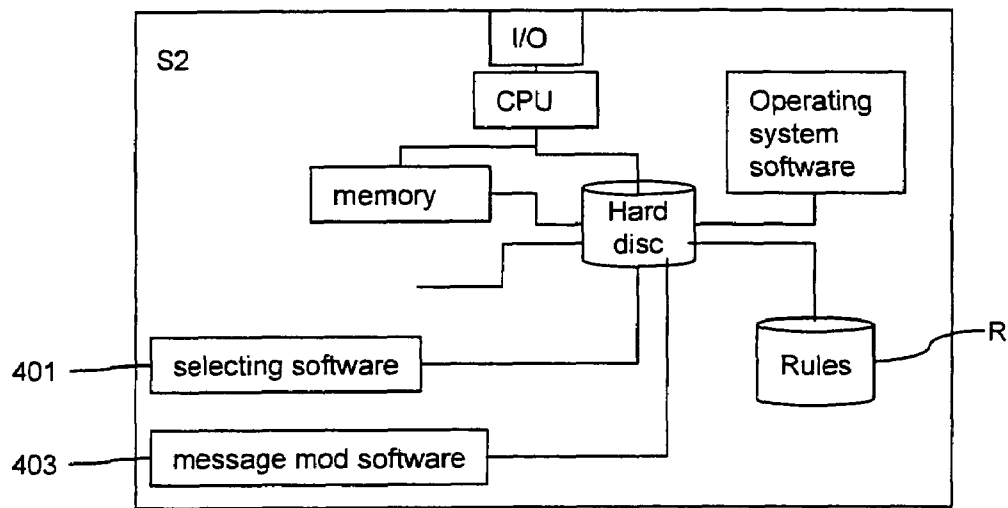 I/O
S2
CPU
Operating
system
software
memory
Hard
disc
R
Rules
401
selecting software
403
message mod software